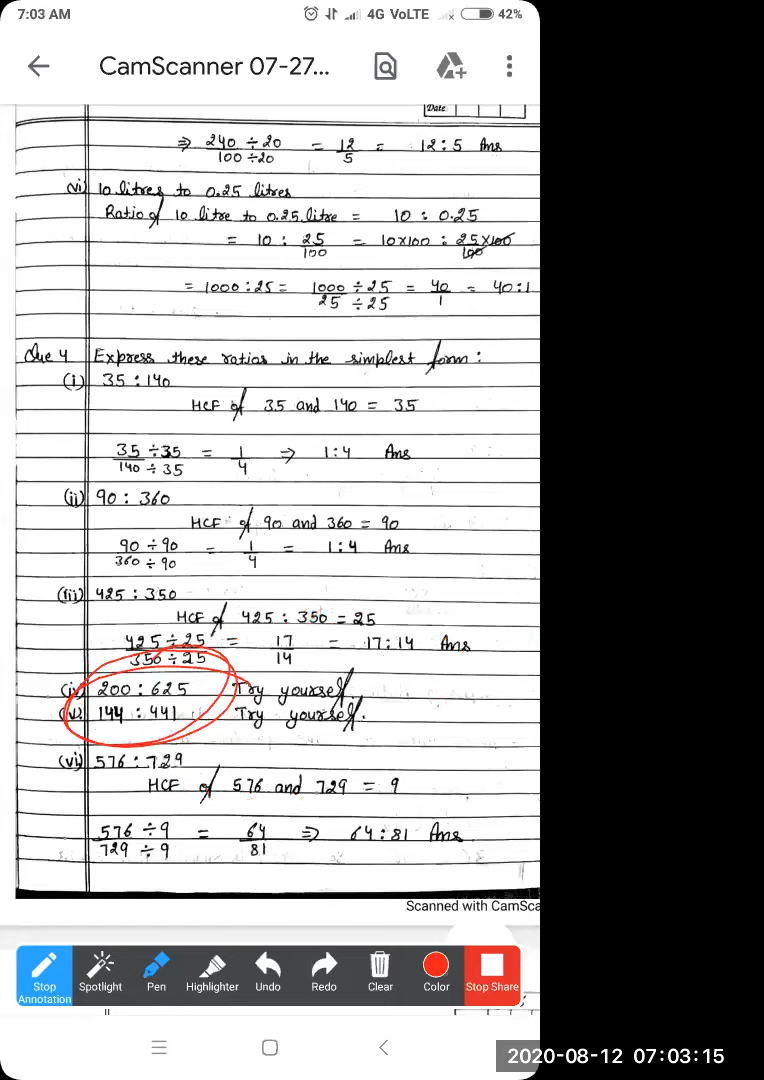 7:03 AM 4G VoLTE 42%
CamScanner 07-27...
Date
⇒ 240 ÷ 20 / 100 ÷ 20 = 12/5 = 12:5 Ans
(vi) 10 litres to 0.25 litres
Ratio of 10 litre to 0.25 litre = 10 : 0.25
= 10 : 25/100 = 10×100 : 25×100/100
= 1000:25 = 1000 ÷ 25 / 25 ÷ 25 = 40/1 = 40:1
Que 4 Express these ratios in the simplest form :
(i) 35 : 140
HCF of 35 and 140 = 35
35 ÷ 35 / 140 ÷ 35 = 1/4 ⇒ 1:4 Ans
(ii) 90 : 360
HCF of 90 and 360 = 90
90 ÷ 90 / 360 ÷ 90 = 1/4 = 1:4 Ans
(iii) 425 : 350
HCF of 425 : 350 = 25
425 ÷ 25 / 350 ÷ 25 = 17/14 = 17:14 Ans
(iv) 200 : 625 Try yourself.
(v) 144 : 441 Try yourself.
(vi) 576 : 729
HCF of 576 and 729 = 9
576 ÷ 9 / 729 ÷ 9 = 64/81 ⇒ 64:81 Ans
Scanned with CamSca
Stop Annotation Spotlight Pen Highlighter Undo Redo Clear Color Stop Share
2020-08-12 07:03:15